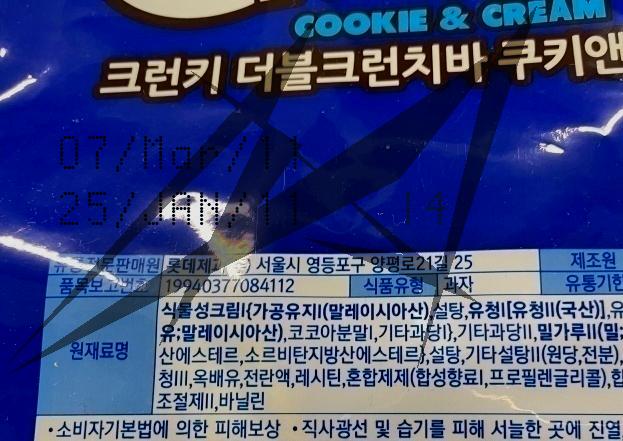 COOKIE & CREAM
크런키 더블크런치바 쿠키앤
07/Mar/11
25/JAN/11 14
유통전문판매원 롯데제과 서울시 영등포구 양평로21길 25 제조원
품목보고번호 19940377084112 식품유형 과자 유통기한
원재료명
식물성크림I{가공유지I(말레이시아산),설탕,유청I[유청II(국산)],유
유;말레이시아산),코코아분말I,기타과당I},기타과당II,밀가루II(밀:
산에스테르,소르비탄지방산에스테르},설탕,기타설탕II(원당,전분),
청III,옥배유,전란액,레시틴,혼합제제(합성향료I,프로필렌글리콜),합
조절제II,바닐린
•소비자기본법에 의한 피해보상 •직사광선 및 습기를 피해 서늘한 곳에 진열